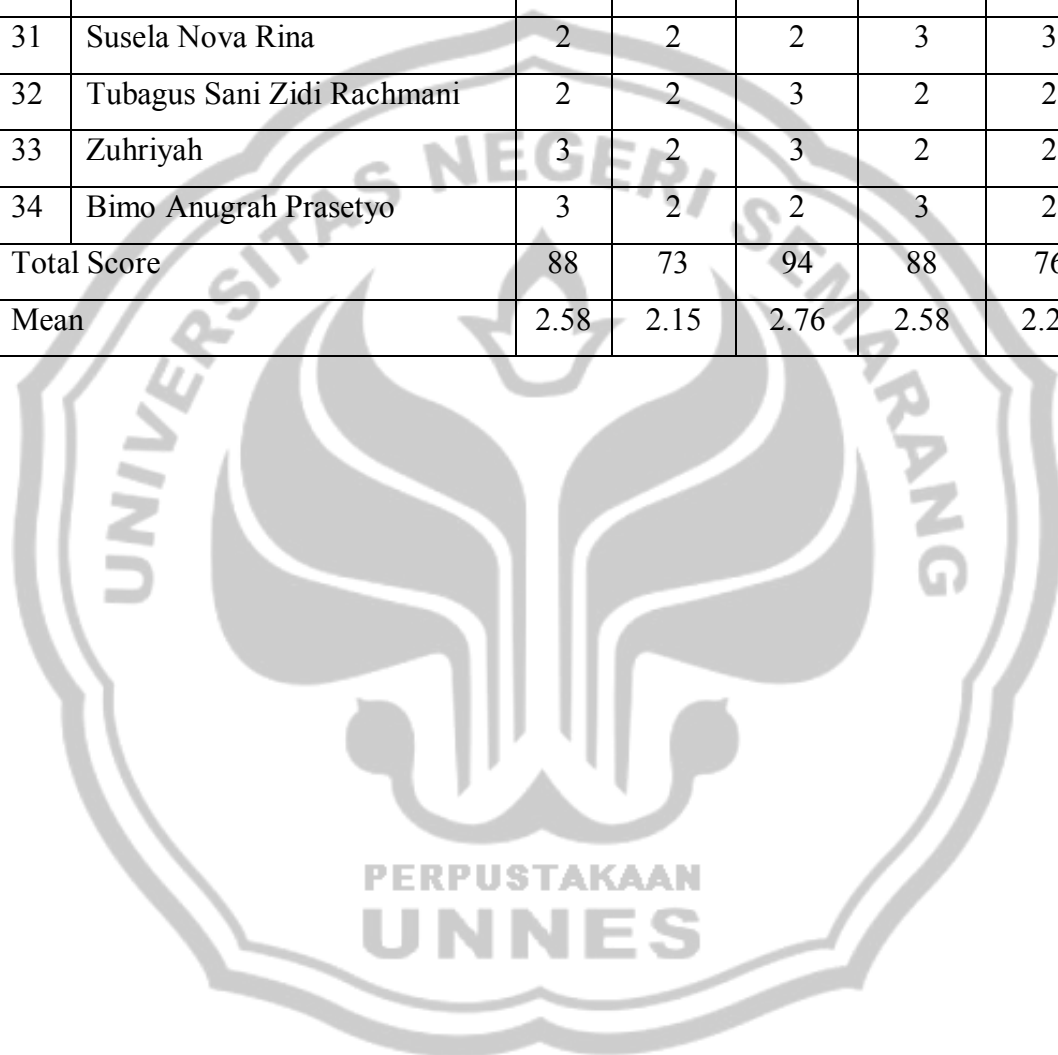 31 Susela Nova Rina 2 2 2 3 3
32 Tubagus Sani Zidi Rachmani 2 2 3 2 2
33 Zuhriyah 3 2 3 2 2
34 Bimo Anugrah Prasetyo 3 2 2 3 2
Total Score 88 73 94 88 76
Mean 2.58 2.15 2.76 2.58
UNIVERSITAS NEGERI SEMARANG
PERPUSTAKAAN
UNNES